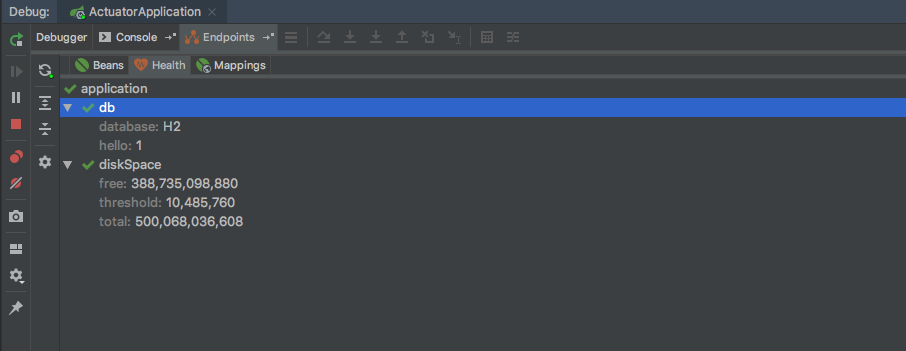 Debug: ActuatorApplication
Debugger Console Endpoints
Beans Health Mappings
application
db
database: H2
hello: 1
diskSpace
free: 388,735,098,880
threshold: 10,485,760
total: 500,068,036,608